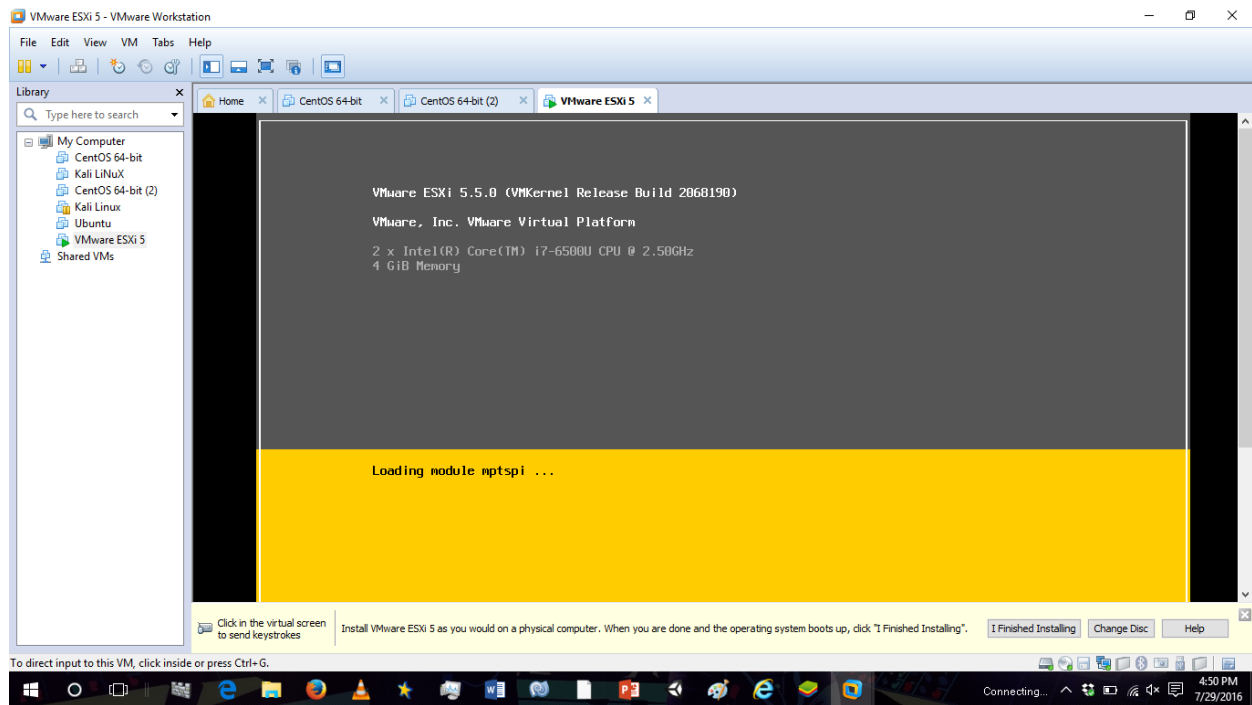 VMware ESXi 5 - VMware Workstation
File Edit View VM Tabs Help
Library
Type here to search
My Computer
CentOS 64-bit
Kali LiNuX
CentOS 64-bit (2)
Kali Linux
Ubuntu
VMware ESXi 5
Shared VMs
Home CentOS 64-bit CentOS 64-bit (2) VMware ESXi 5
VMware ESXi 5.5.0 (VMKernel Release Build 2068190)
VMware, Inc. VMware Virtual Platform
2 x Intel(R) Core(TM) i7-6500U CPU @ 2.50GHz
4 GiB Memory
Loading module mptspi ...
Click in the virtual screen
to send keystrokes
Install VMware ESXi 5 as you would on a physical computer. When you are done and the operating system boots up, click "I Finished Installing".
I Finished Installing Change Disc Help
To direct input to this VM, click inside or press Ctrl+G.
Connecting...
4:50 PM
7/29/2016